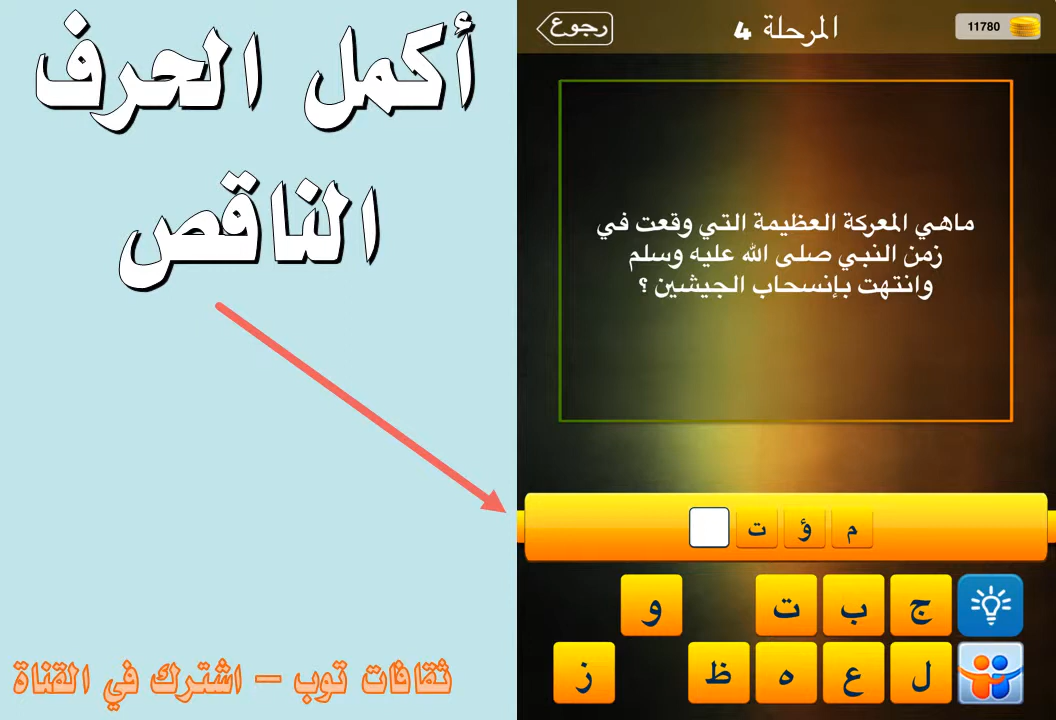 أكمل الحرف
الناقص
ثقافات توب – اشترك في القناة
رجوع
المرحلة 4
11780
ماهي المعركة العظيمة التي وقعت في
زمن النبي صلى الله عليه وسلم
وانتهت بإنسحاب الجيشين ؟
م ؤ ت
ج ب ت و
ل ع ه ظ ز